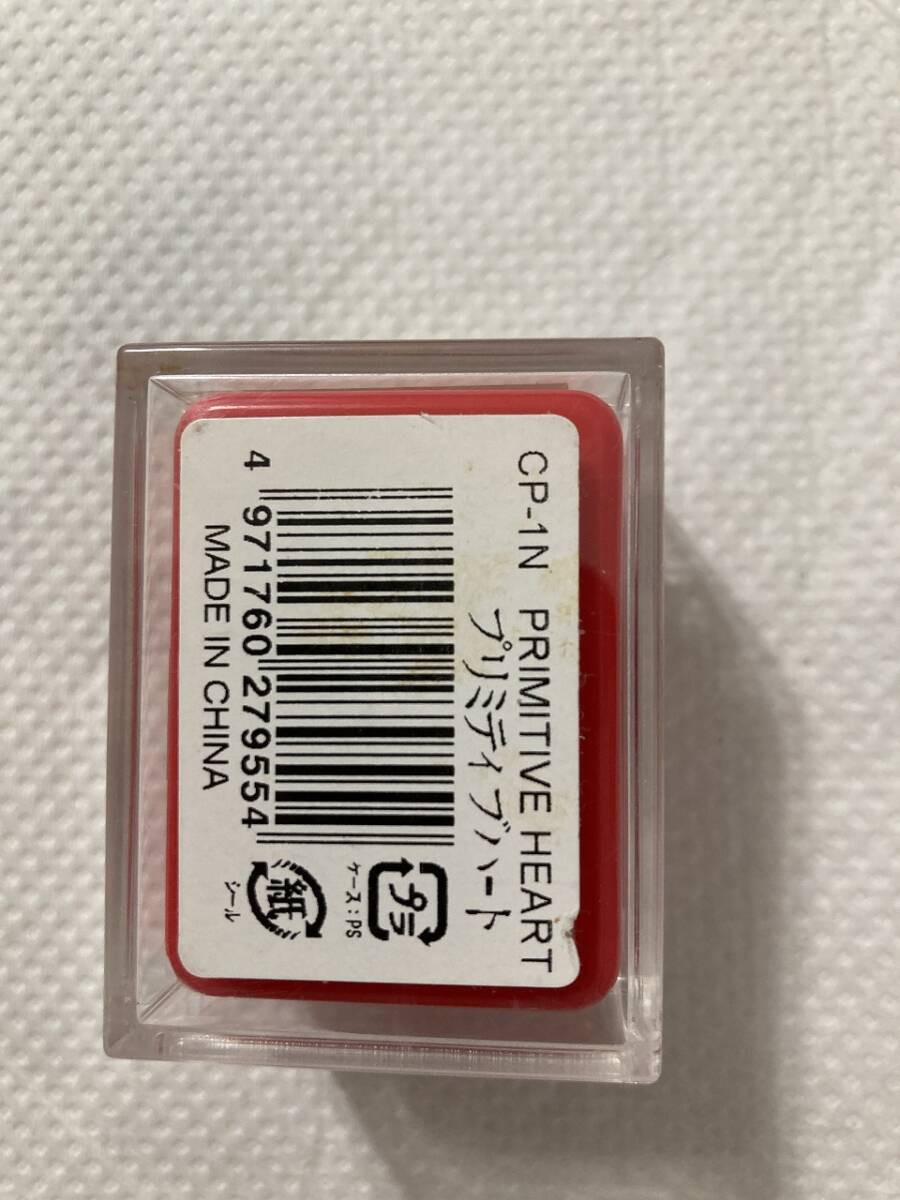 CP-1N PRIMITIVE HEART
プリミティブハート
4 971760 279554
MADE IN CHINA
プラ
ケース：PS
紙
シール